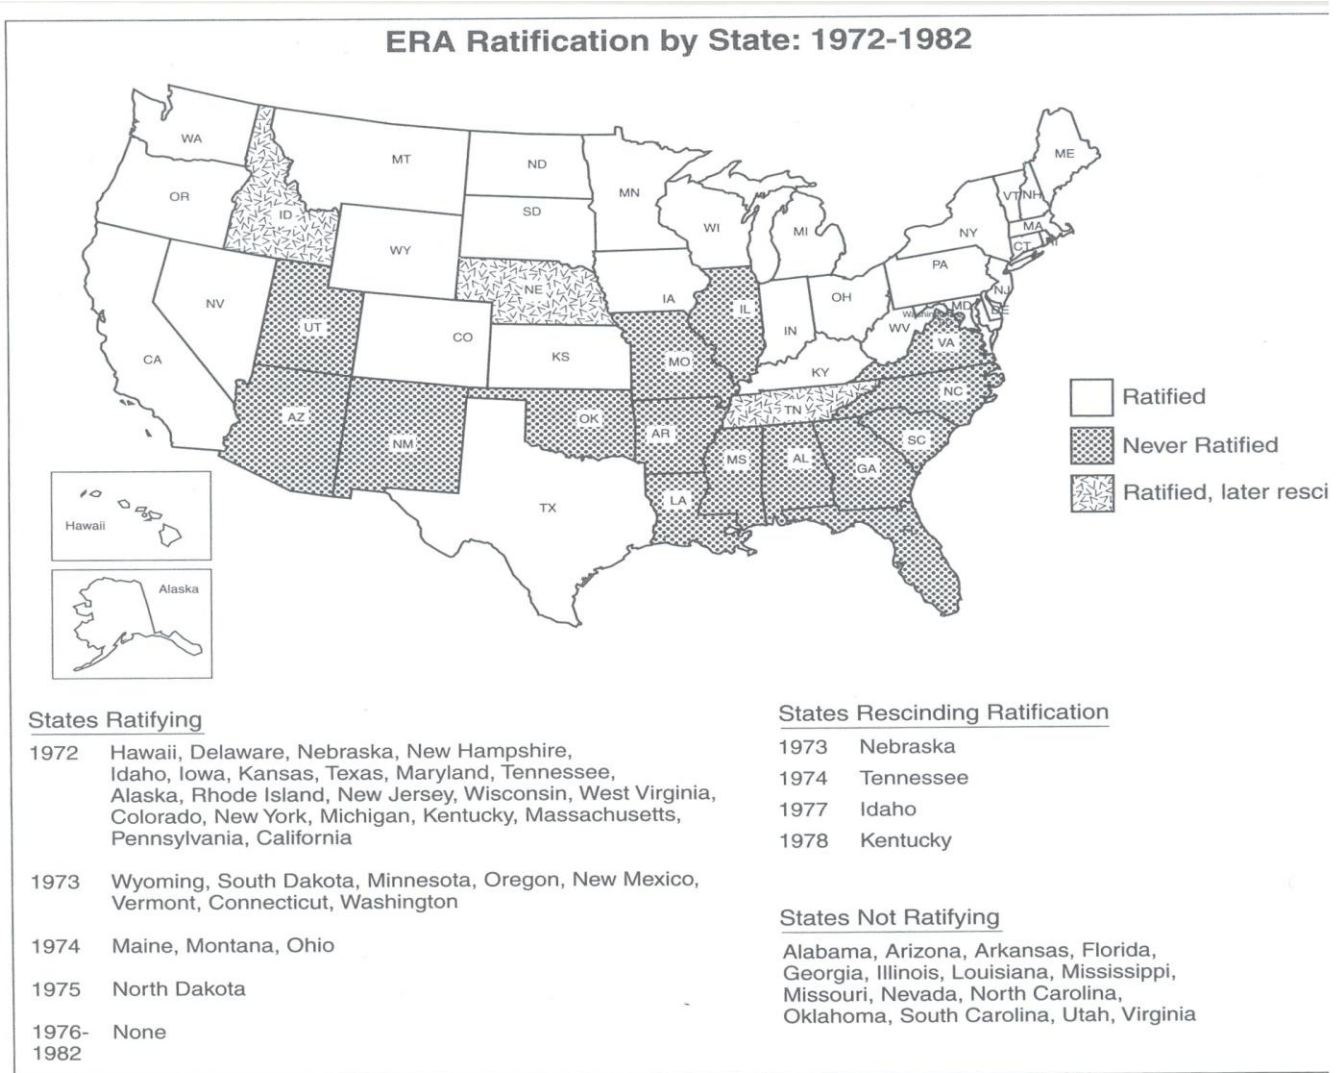 ERA Ratification by State: 1972-1982
WA
MT
ND
MN
ME
OR
ID
SD
WI
MI
VT
NH
NY
MA
CT
RI
WY
NE
IA
PA
NJ
NV
UT
CO
IL
IN
OH
MD
DE
Washington
WV
VA
CA
KS
MO
KY
AZ
NM
OK
AR
TN
NC
SC
MS
AL
GA
LA
TX
Ratified
Never Ratified
Ratified, later resci
Hawaii
Alaska
States Ratifying
1972 Hawaii, Delaware, Nebraska, New Hampshire,
Idaho, Iowa, Kansas, Texas, Maryland, Tennessee,
Alaska, Rhode Island, New Jersey, Wisconsin, West Virginia,
Colorado, New York, Michigan, Kentucky, Massachusetts,
Pennsylvania, California
1973 Wyoming, South Dakota, Minnesota, Oregon, New Mexico,
Vermont, Connecticut, Washington
1974 Maine, Montana, Ohio
1975 North Dakota
1976- None
1982
States Rescinding Ratification
1973 Nebraska
1974 Tennessee
1977 Idaho
1978 Kentucky
States Not Ratifying
Alabama, Arizona, Arkansas, Florida,
Georgia, Illinois, Louisiana, Mississippi,
Missouri, Nevada, North Carolina,
Oklahoma, South Carolina, Utah, Virginia